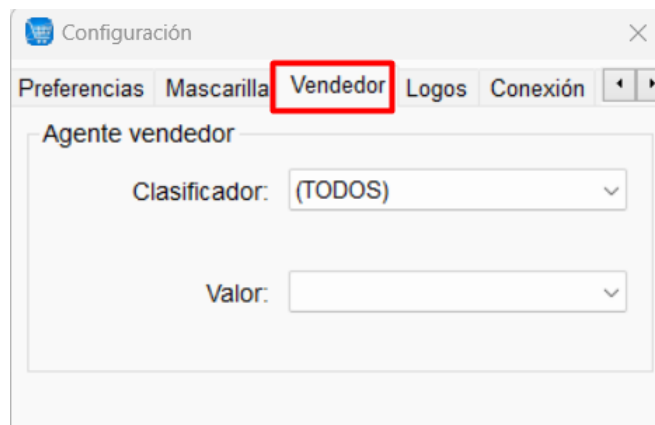 Configuración
Preferencias Mascarilla Vendedor Logos Conexión
Agente vendedor
Clasificador: (TODOS)
Valor: